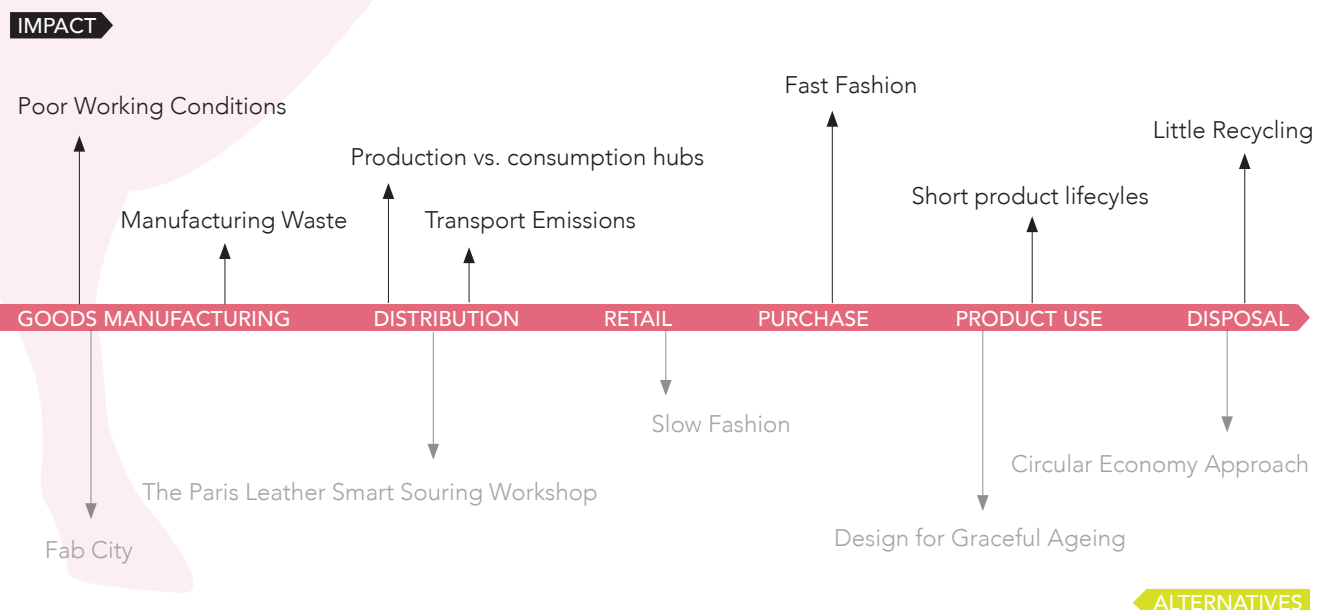 IMPACT
Fast Fashion
Poor Working Conditions
Little Recycling
Production vs. consumption hubs
Short product lifecyles
Manufacturing Waste
Transport Emissions
GOODS MANUFACTURING
DISTRIBUTION
RETAIL
PURCHASE
PRODUCT USE
DISPOSAL
Slow Fashion
Circular Economy Approach
The Paris Leather Smart Souring Workshop
Design for Graceful Ageing
Fab City
ALTERNATIVES